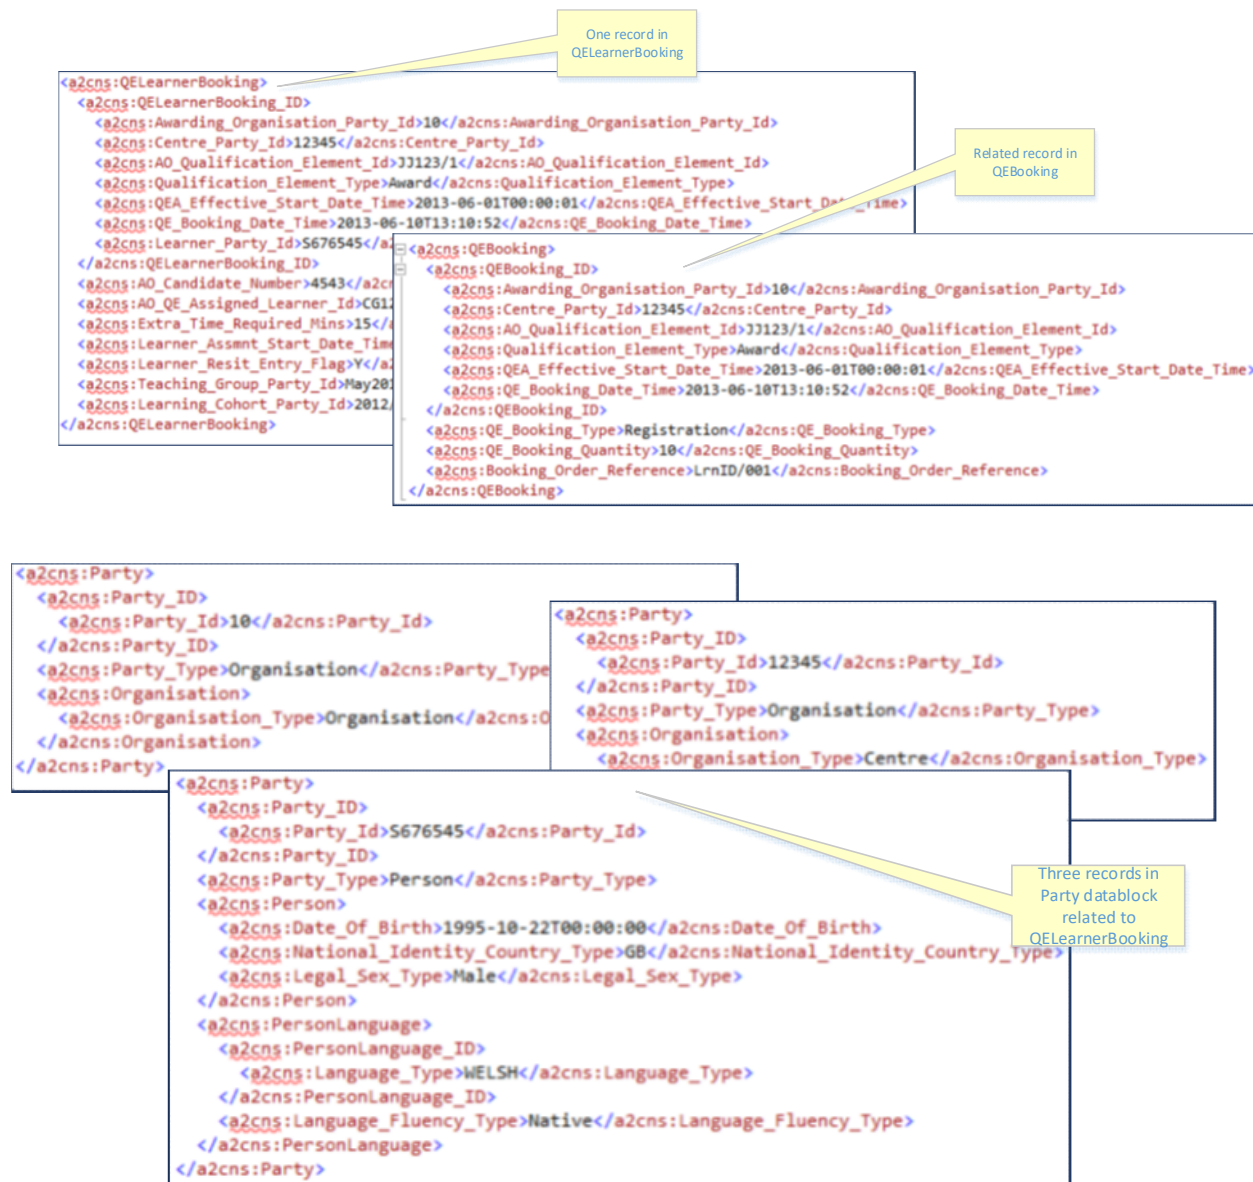 One record in
QELearnerBooking
<a2cns:QELearnerBooking>
<a2cns:QELearnerBooking_ID>
<a2cns:Awarding_Organisation_Party_Id>10</a2cns:Awarding_Organisation_Party_Id>
<a2cns:Centre_Party_Id>12345</a2cns:Centre_Party_Id>
<a2cns:AO_Qualification_Element_Id>JJ123/1</a2cns:AO_Qualification_Element_Id>
<a2cns:Qualification_Element_Type>Award</a2cns:Qualification_Element_Type>
<a2cns:QEA_Effective_Start_Date_Time>2013-06-01T00:00:01</a2cns:QEA_Effective_Start_Date_Time>
<a2cns:QE_Booking_Date_Time>2013-06-10T13:10:52</a2cns:QE_Booking_Date_Time>
<a2cns:Learner_Party_Id>S676545</a2
</a2cns:QELearnerBooking_ID>
<a2cns:AO_Candidate_Number>4543</a2cn
<a2cns:AO_QE_Assigned_Learner_Id>CG12
<a2cns:Extra_Time_Required_Mins>15</a
<a2cns:Learner_Assmnt_Start_Date_Time
<a2cns:Learner_Resit_Entry_Flag>Y</a2
<a2cns:Teaching_Group_Party_Id>May201
<a2cns:Learning_Cohort_Party_Id>2012/
</a2cns:QELearnerBooking>
Related record in
QEBooking
<a2cns:QEBooking>
<a2cns:QEBooking_ID>
<a2cns:Awarding_Organisation_Party_Id>10</a2cns:Awarding_Organisation_Party_Id>
<a2cns:Centre_Party_Id>12345</a2cns:Centre_Party_Id>
<a2cns:AO_Qualification_Element_Id>JJ123/1</a2cns:AO_Qualification_Element_Id>
<a2cns:Qualification_Element_Type>Award</a2cns:Qualification_Element_Type>
<a2cns:QEA_Effective_Start_Date_Time>2013-06-01T00:00:01</a2cns:QEA_Effective_Start_Date_Time>
<a2cns:QE_Booking_Date_Time>2013-06-10T13:10:52</a2cns:QE_Booking_Date_Time>
</a2cns:QEBooking_ID>
<a2cns:QE_Booking_Type>Registration</a2cns:QE_Booking_Type>
<a2cns:QE_Booking_Quantity>10</a2cns:QE_Booking_Quantity>
<a2cns:Booking_Order_Reference>LrnID/001</a2cns:Booking_Order_Reference>
</a2cns:QEBooking>
<a2cns:Party>
<a2cns:Party_ID>
<a2cns:Party_Id>10</a2cns:Party_Id>
</a2cns:Party_ID>
<a2cns:Party_Type>Organisation</a2cns:Party_Type
<a2cns:Organisation>
<a2cns:Organisation_Type>Organisation</a2cns:O
</a2cns:Organisation>
</a2cns:Party>
<a2cns:Party>
<a2cns:Party_ID>
<a2cns:Party_Id>12345</a2cns:Party_Id>
</a2cns:Party_ID>
<a2cns:Party_Type>Organisation</a2cns:Party_Type>
<a2cns:Organisation>
<a2cns:Organisation_Type>Centre</a2cns:Organisation_Type>
<a2cns:Party>
<a2cns:Party_ID>
<a2cns:Party_Id>S676545</a2cns:Party_Id>
</a2cns:Party_ID>
<a2cns:Party_Type>Person</a2cns:Party_Type>
<a2cns:Person>
<a2cns:Date_Of_Birth>1995-10-22T00:00:00</a2cns:Date_Of_Birth>
<a2cns:National_Identity_Country_Type>GB</a2cns:National_Identity_Country_Type>
<a2cns:Legal_Sex_Type>Male</a2cns:Legal_Sex_Type>
</a2cns:Person>
<a2cns:PersonLanguage>
<a2cns:PersonLanguage_ID>
<a2cns:Language_Type>WELSH</a2cns:Language_Type>
</a2cns:PersonLanguage_ID>
<a2cns:Language_Fluency_Type>Native</a2cns:Language_Fluency_Type>
</a2cns:PersonLanguage>
</a2cns:Party>
Three records in
Party datablock
related to
QELearnerBooking